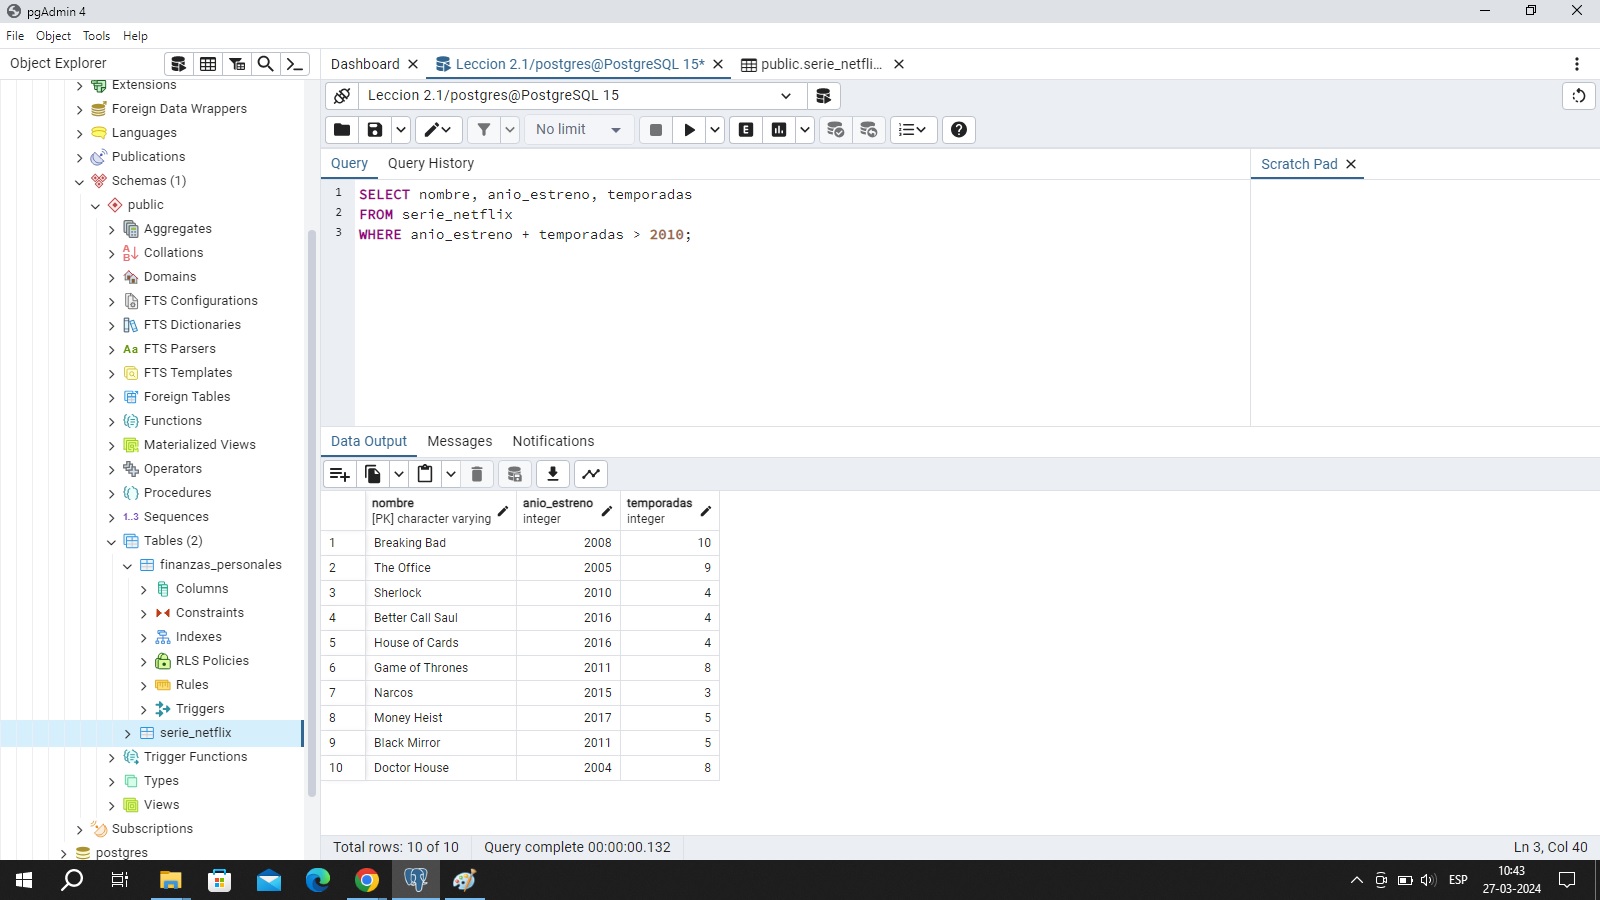 pgAdmin 4
File Object Tools Help
Object Explorer
Dashboard
Leccion 2.1/postgres@PostgreSQL 15*
public.serie_netfli...
Extensions
Foreign Data Wrappers
Languages
Publications
Schemas (1)
public
Aggregates
Collations
Domains
FTS Configurations
FTS Dictionaries
Aa FTS Parsers
FTS Templates
Foreign Tables
Functions
Materialized Views
Operators
Procedures
1..3 Sequences
Tables (2)
finanzas_personales
Columns
Constraints
Indexes
RLS Policies
Rules
Triggers
serie_netflix
Trigger Functions
Types
Views
Subscriptions
postgres
Leccion 2.1/postgres@PostgreSQL 15
No limit
E
Query Query History
Scratch Pad
1 SELECT nombre, anio_estreno, temporadas
2 FROM serie_netflix
3 WHERE anio_estreno + temporadas > 2010;
Data Output Messages Notifications
nombre anio_estreno temporadas
[PK] character varying integer integer
1 Breaking Bad 2008 10
2 The Office 2005 9
3 Sherlock 2010 4
4 Better Call Saul 2016 4
5 House of Cards 2016 4
6 Game of Thrones 2011 8
7 Narcos 2015 3
8 Money Heist 2017 5
9 Black Mirror 2011 5
10 Doctor House 2004 8
Total rows: 10 of 10 Query complete 00:00:00.132 Ln 3, Col 40
ESP
10:43
27-03-2024